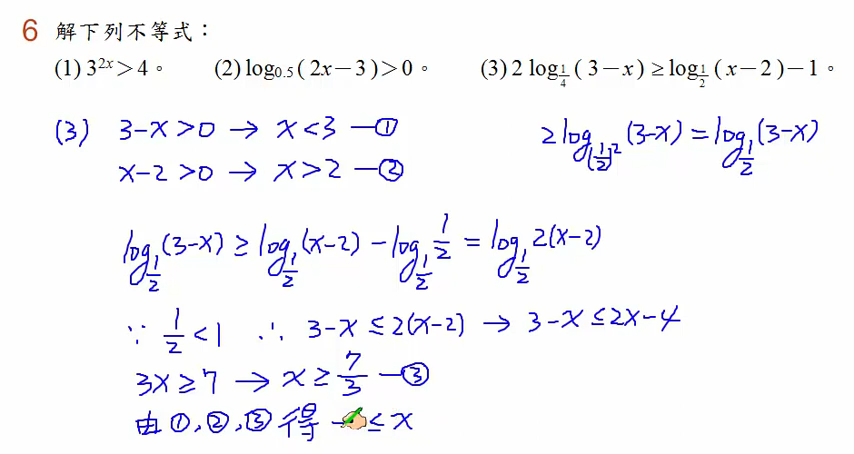 6 解下列不等式：
(1) 3^{2x} > 4。 (2) log_{0.5}(2x−3) > 0。 (3) 2 log_{1/4}(3−x) ≥ log_{1/2}(x−2)−1。
(3) 3−x>0 → x<3 —① 2log_{(1/2)^2}(3−x) = log_{1/2}(3−x)
x−2>0 → x>2 —②
log_{1/2}(3−x) ≥ log_{1/2}(x−2) − log_{1/2} 1/2 = log_{1/2} 2(x−2)
∵ 1/2 < 1 ∴ 3−x ≤ 2(x−2) → 3−x ≤ 2x−4
3x ≥ 7 → x ≥ 7/3 —③
由①,②,③得 ≤ x